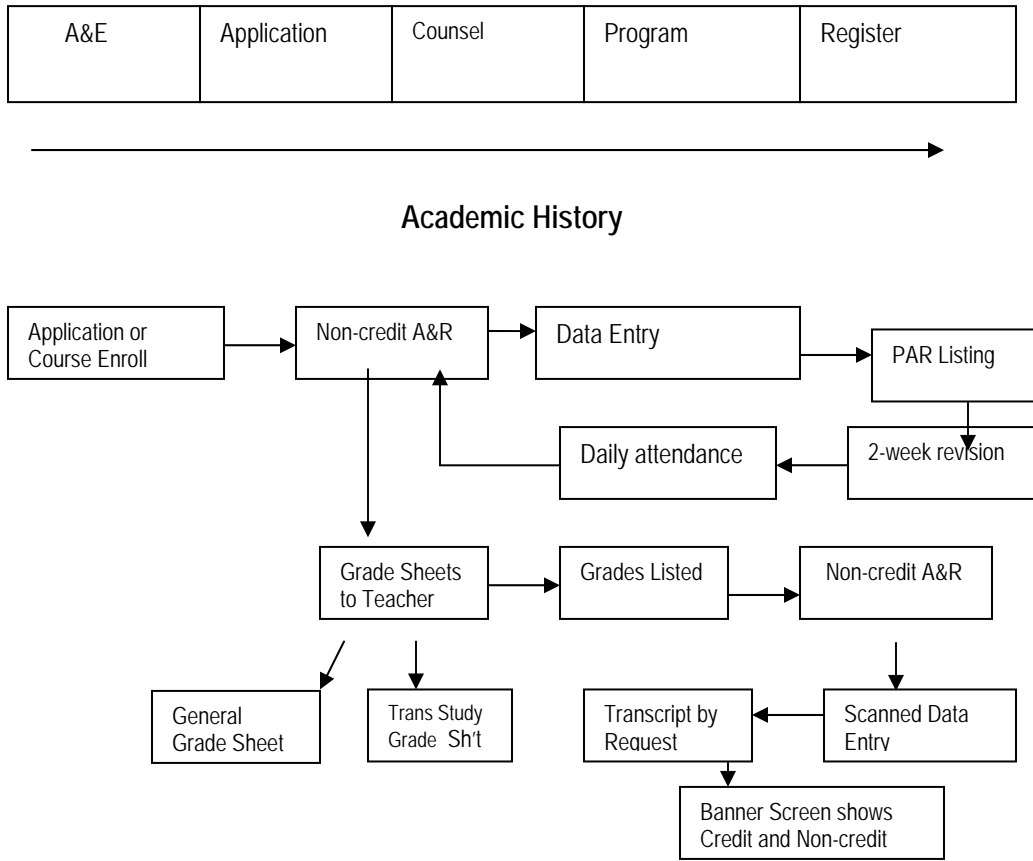 A&E
Application
Counsel
Program
Register
Academic History
Application or
Course Enroll
Non-credit A&R
Data Entry
PAR Listing
Daily attendance
2-week revision
Grade Sheets
to Teacher
Grades Listed
Non-credit A&R
General
Grade Sheet
Trans Study
Grade Sh't
Transcript by
Request
Scanned Data
Entry
Banner Screen shows
Credit and Non-credit